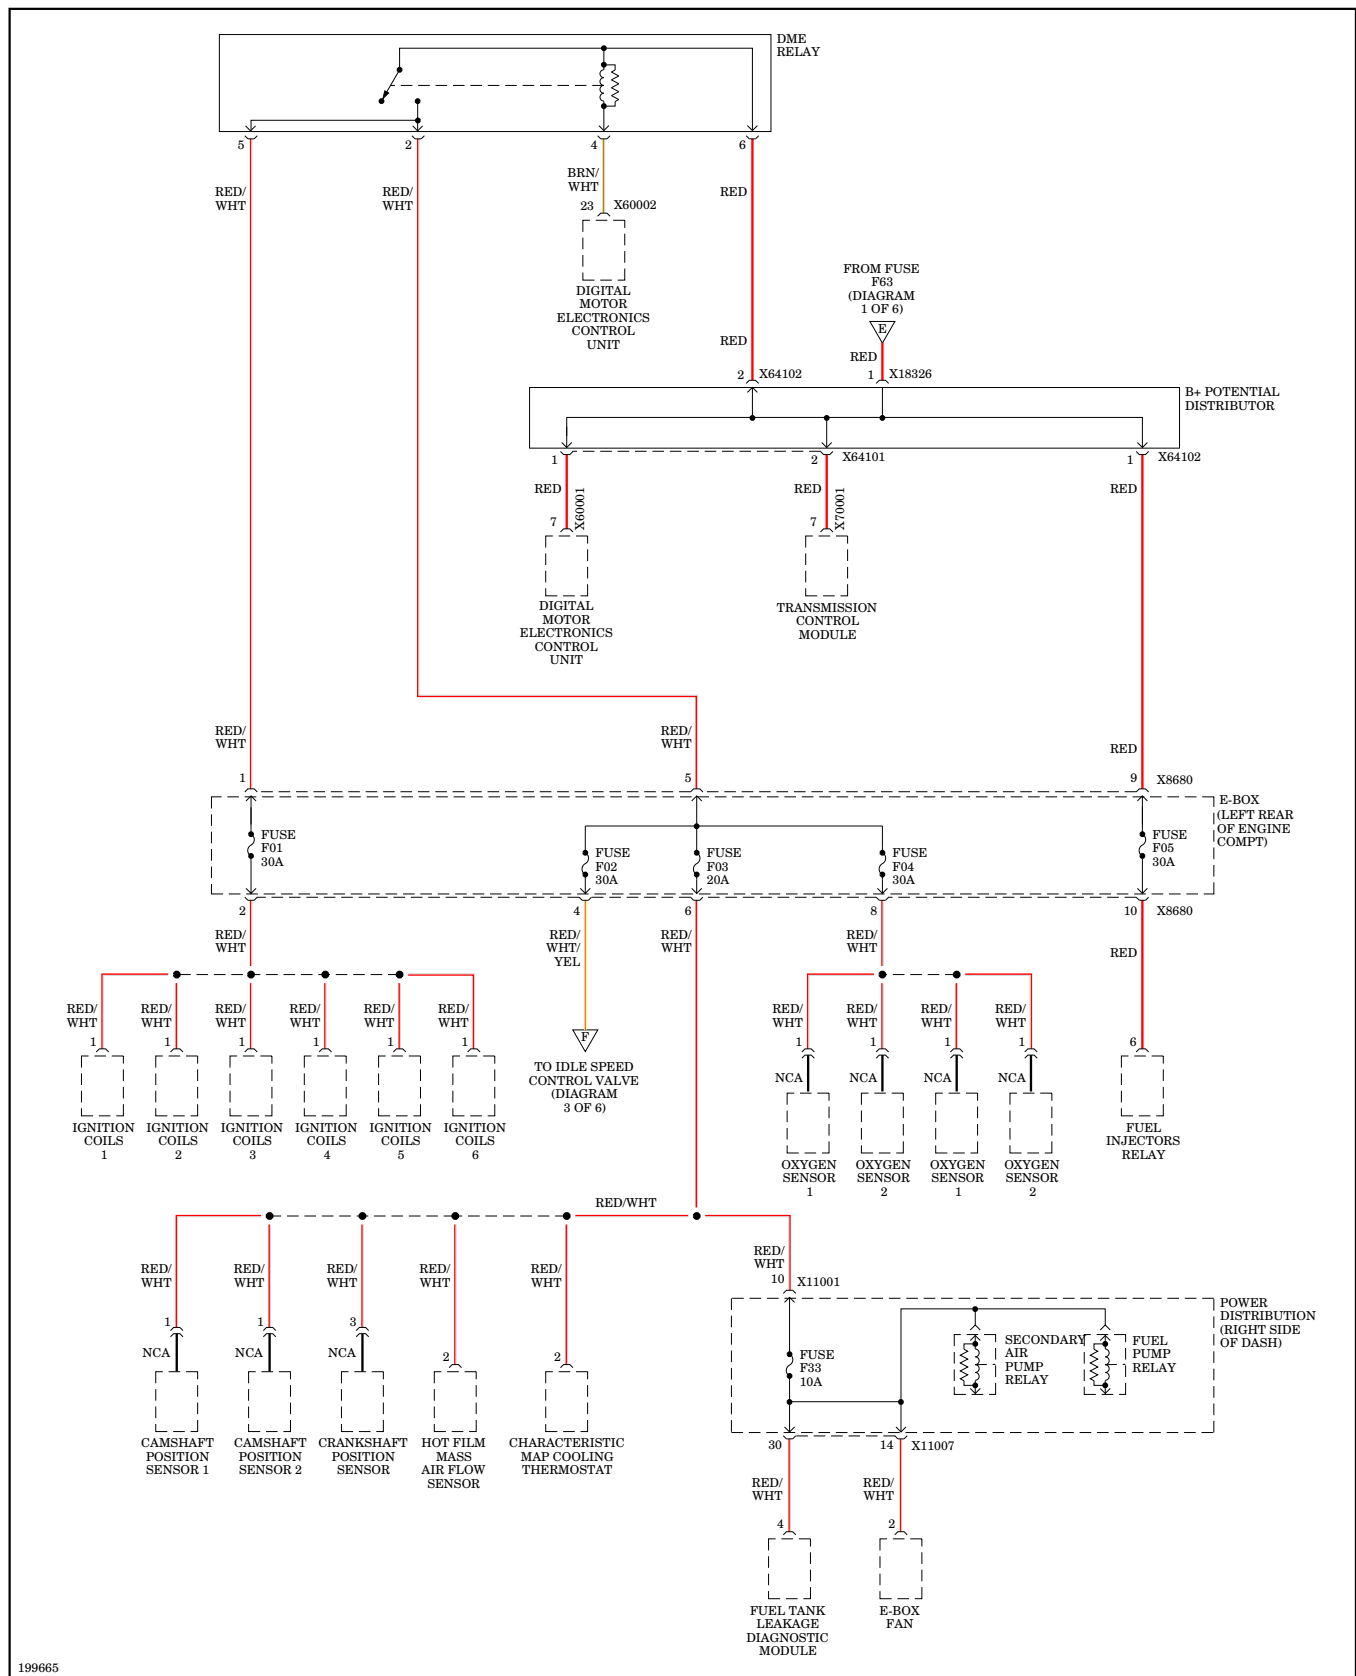 DME
RELAY
5
2
4
6
RED/
WHT
RED/
WHT
BRN/
WHT
RED
23 X60002
DIGITAL
MOTOR
ELECTRONICS
CONTROL
UNIT
FROM FUSE
F63
(DIAGRAM
1 OF 6)
E
RED
RED
2 X64102
1 X18326
B+ POTENTIAL
DISTRIBUTOR
1
2 X64101
1 X64102
RED
X60001
RED
X70001
RED
7
7
DIGITAL
MOTOR
ELECTRONICS
CONTROL
UNIT
TRANSMISSION
CONTROL
MODULE
RED/
WHT
RED/
WHT
RED
1
5
9 X8680
E-BOX
(LEFT REAR
OF ENGINE
COMPT)
FUSE
F01
30A
FUSE
F02
30A
FUSE
F03
20A
FUSE
F04
30A
FUSE
F05
30A
2
4
6
8
10 X8680
RED/
WHT
RED/
WHT/
YEL
RED/
WHT
RED/
WHT
RED
RED/
WHT
RED/
WHT
RED/
WHT
RED/
WHT
RED/
WHT
RED/
WHT
RED/
WHT
RED/
WHT
RED/
WHT
RED/
WHT
1
1
1
1
1
1
F
1
1
1
1
6
NCA
NCA
NCA
NCA
TO IDLE SPEED
CONTROL VALVE
(DIAGRAM
3 OF 6)
IGNITION
COILS
1
IGNITION
COILS
2
IGNITION
COILS
3
IGNITION
COILS
4
IGNITION
COILS
5
IGNITION
COILS
6
OXYGEN
SENSOR
1
OXYGEN
SENSOR
2
OXYGEN
SENSOR
1
OXYGEN
SENSOR
2
FUEL
INJECTORS
RELAY
RED/WHT
RED/
WHT
RED/
WHT
RED/
WHT
RED/
WHT
RED/
WHT
RED/
WHT
10 X11001
1
1
3
2
2
NCA
NCA
NCA
POWER
DISTRIBUTION
(RIGHT SIDE
OF DASH)
FUSE
F33
10A
SECONDARY
AIR
PUMP
RELAY
FUEL
PUMP
RELAY
CAMSHAFT
POSITION
SENSOR 1
CAMSHAFT
POSITION
SENSOR 2
CRANKSHAFT
POSITION
SENSOR
HOT FILM
MASS
AIR FLOW
SENSOR
CHARACTERISTIC
MAP COOLING
THERMOSTAT
30
14 X11007
RED/
WHT
RED/
WHT
4
2
FUEL TANK
LEAKAGE
DIAGNOSTIC
MODULE
E-BOX
FAN
199665